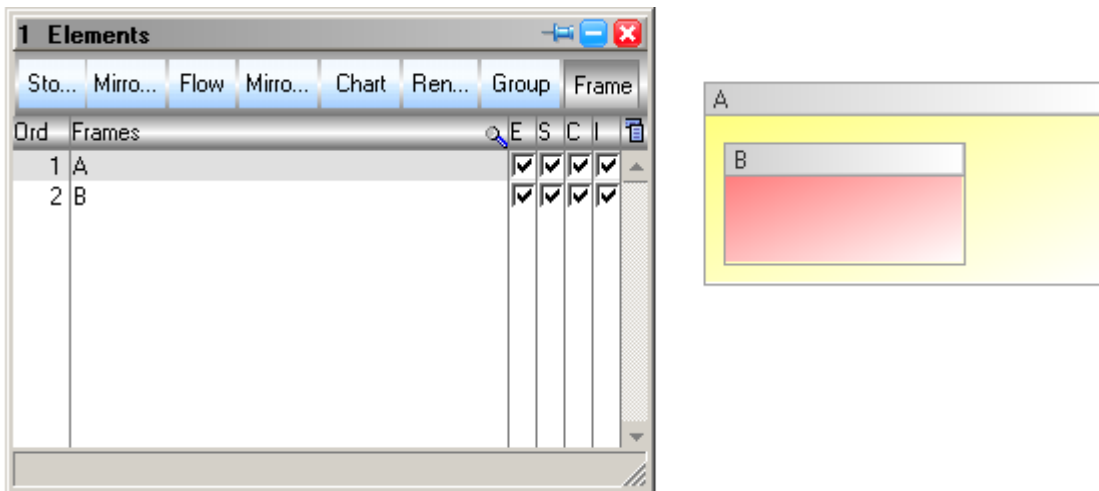 1 Elements
Sto... Mirro... Flow Mirro... Chart Ren... Group Frame
Ord Frames E S C I
1 A
2 B
A
B